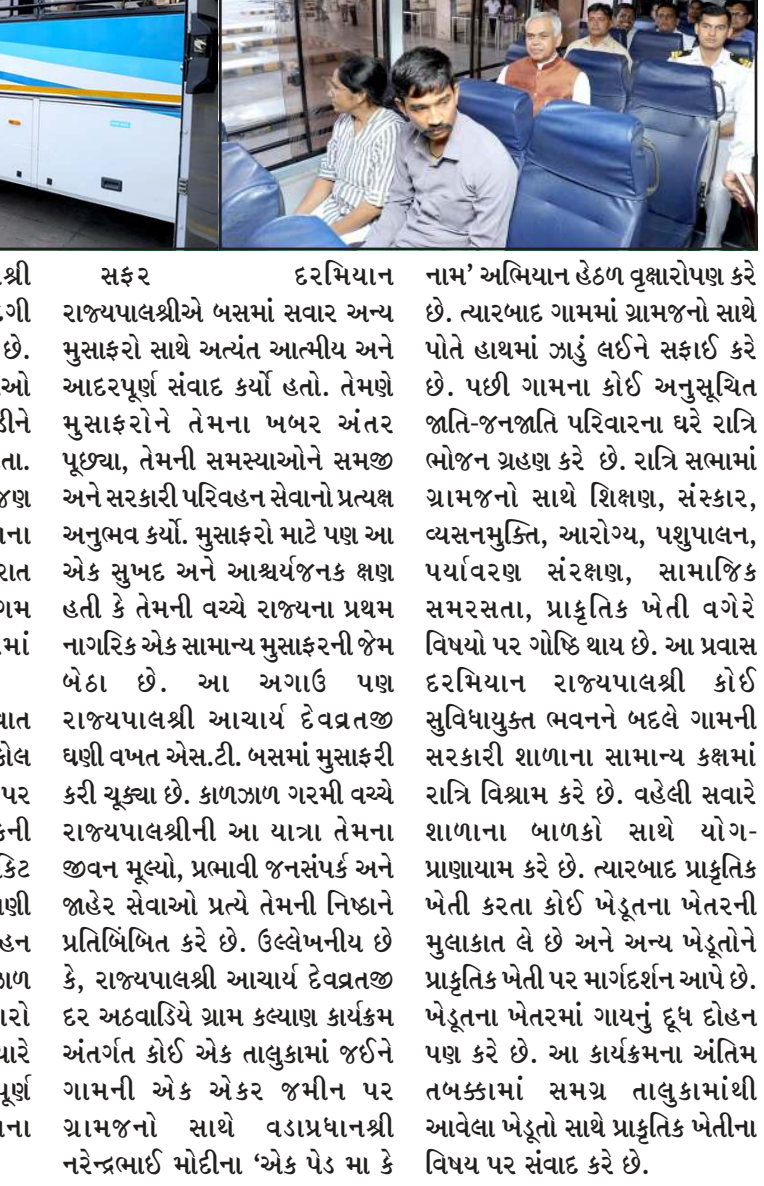 શ્રી
દગી
છે.
ઓ
ડીને
તા.
જણ
ના
રાત
ગમ
માં
વાત
કોલ
પર
કની
કિટ
ણી
હન
ઝાળ
ારો
યારે
પૂર્ણ
ના
સફર દરમિયાન
રાજ્યપાલશ્રીએ બસમાં સવાર અન્ય
મુસાફરો સાથે અત્યંત આત્મીય અને
આદરપૂર્ણ સંવાદ કર્યો હતો. તેમણે
મુસાફરોને તેમના ખબર અંતર
પૂછ્યા, તેમની સમસ્યાઓને સમજી
અને સરકારી પરિવહન સેવાનો પ્રત્યક્ષ
અનુભવ કર્યો. મુસાફરો માટે પણ આ
એક સુખદ અને આશ્ચર્યજનક ક્ષણ
હતી કે તેમની વચ્ચે રાજ્યના પ્રથમ
નાગરિક એક સામાન્ય મુસાફરની જેમ
બેઠા છે. આ અગાઉ પણ
રાજ્યપાલશ્રી આચાર્ય દેવવ્રતજી
ઘણી વખત એસ.ટી. બસમાં મુસાફરી
કરી ચૂક્યા છે. કાળઝાળ ગરમી વચ્ચે
રાજ્યપાલશ્રીની આ યાત્રા તેમના
જીવન મૂલ્યો, પ્રભાવી જનસંપર્ક અને
જાહેર સેવાઓ પ્રત્યે તેમની નિષ્ઠાને
પ્રતિબિંબિત કરે છે. ઉલ્લેખનીય છે
કે, રાજ્યપાલશ્રી આચાર્ય દેવવ્રતજી
દર અઠવાડિયે ગ્રામ કલ્યાણ કાર્યક્રમ
અંતર્ગત કોઈ એક તાલુકામાં જઈને
ગામની એક એકર જમીન પર
ગ્રામજનો સાથે વડાપ્રધાનશ્રી
નરેન્દ્રભાઈ મોદીના ‘એક પેડ મા કે
નામ’ અભિયાન હેઠળ વૃક્ષારોપણ કરે
છે. ત્યારબાદ ગામમાં ગ્રામજનો સાથે
પોતે હાથમાં ઝાડું લઈને સફાઈ કરે
છે. પછી ગામના કોઈ અનુસૂચિત
જાતિ-જનજાતિ પરિવારના ઘરે રાત્રિ
ભોજન ગ્રહણ કરે છે. રાત્રિ સભામાં
ગ્રામજનો સાથે શિક્ષણ, સંસ્કાર,
વ્યસનમુક્તિ, આરોગ્ય, પશુપાલન,
પર્યાવરણ સંરક્ષણ, સામાજિક
સમરસતા, પ્રાકૃતિક ખેતી વગેરે
વિષયો પર ગોષ્ઠિ થાય છે. આ પ્રવાસ
દરમિયાન રાજ્યપાલશ્રી કોઈ
સુવિધાયુક્ત ભવનને બદલે ગામની
સરકારી શાળાના સામાન્ય કક્ષમાં
રાત્રિ વિશ્રામ કરે છે. વહેલી સવારે
શાળાના બાળકો સાથે યોગ-
પ્રાણાયામ કરે છે. ત્યારબાદ પ્રાકૃતિક
ખેતી કરતા કોઈ ખેડૂતના ખેતરની
મુલાકાત લે છે અને અન્ય ખેડૂતોને
પ્રાકૃતિક ખેતી પર માર્ગદર્શન આપે છે.
ખેડૂતના ખેતરમાં ગાયનું દૂધ દોહન
પણ કરે છે. આ કાર્યક્રમના અંતિમ
તબક્કામાં સમગ્ર તાલુકામાંથી
આવેલા ખેડૂતો સાથે પ્રાકૃતિક ખેતીના
વિષય પર સંવાદ કરે છે.